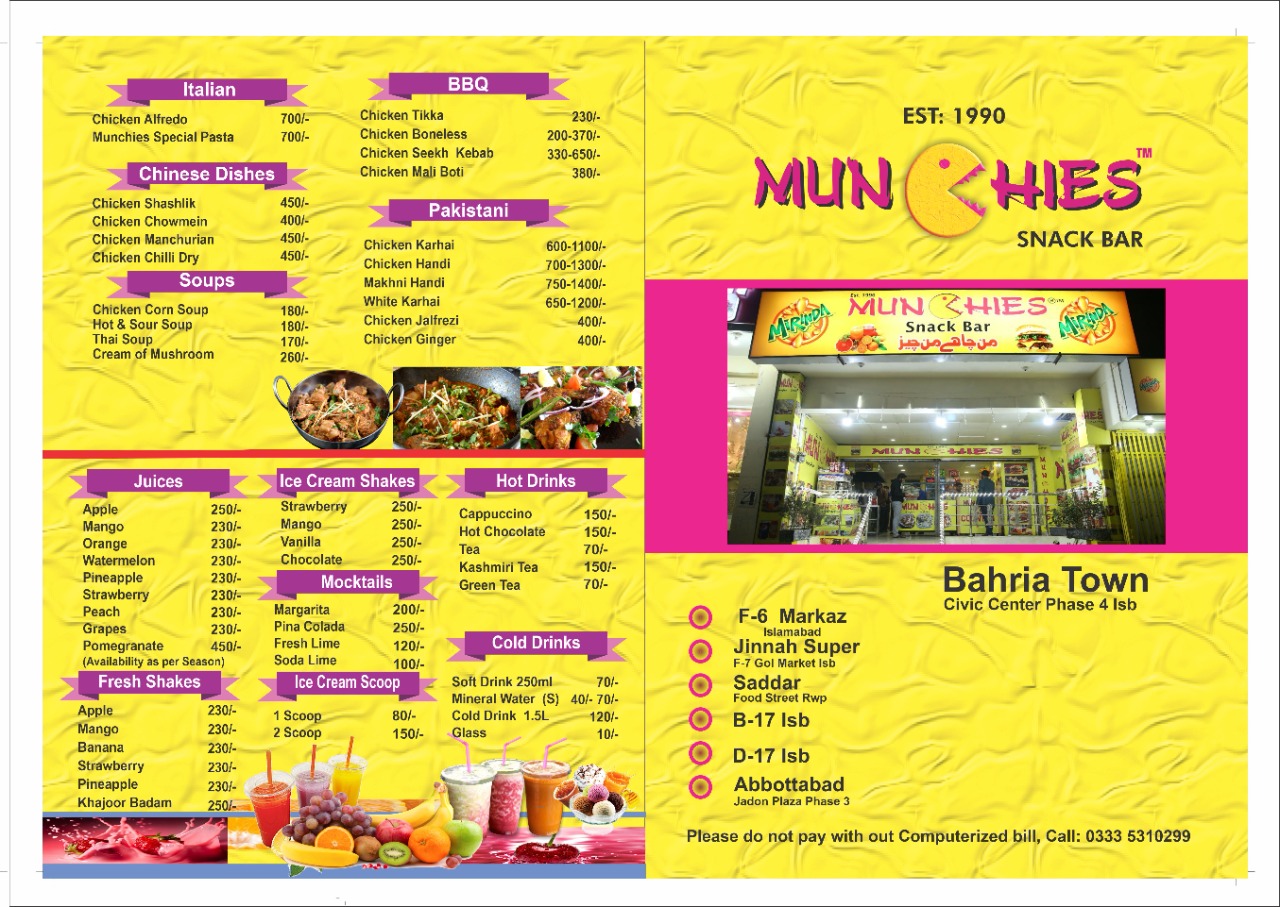 Italian
Chicken Alfredo 700/-
Munchies Special Pasta 700/-
Chinese Dishes
Chicken Shashlik 450/-
Chicken Chowmein 400/-
Chicken Manchurian 450/-
Chicken Chilli Dry 450/-
Soups
Chicken Corn Soup 180/-
Hot & Sour Soup 180/-
Thai Soup 170/-
Cream of Mushroom 260/-
BBQ
Chicken Tikka 230/-
Chicken Boneless 200-370/-
Chicken Seekh Kebab 330-650/-
Chicken Mali Boti 380/-
Pakistani
Chicken Karhai 600-1100/-
Chicken Handi 700-1300/-
Makhni Handi 750-1400/-
White Karhai 650-1200/-
Chicken Jalfrezi 400/-
Chicken Ginger 400/-
Juices
Apple 250/-
Mango 230/-
Orange 230/-
Watermelon 230/-
Pineapple 230/-
Strawberry 230/-
Peach 230/-
Grapes 230/-
Pomegranate 450/-
(Availability as per Season)
Fresh Shakes
Apple 230/-
Mango 230/-
Banana 230/-
Strawberry 230/-
Pineapple 230/-
Khajoor Badam 250/-
Ice Cream Shakes
Strawberry 250/-
Mango 250/-
Vanilla 250/-
Chocolate 250/-
Mocktails
Margarita 200/-
Pina Colada 250/-
Fresh Lime 120/-
Soda Lime 100/-
Ice Cream Scoop
1 Scoop 80/-
2 Scoop 150/-
Hot Drinks
Cappuccino 150/-
Hot Chocolate 150/-
Tea 70/-
Kashmiri Tea 150/-
Green Tea 70/-
Cold Drinks
Soft Drink 250ml 70/-
Mineral Water (S) 40/- 70/-
Cold Drink 1.5L 120/-
Glass 10/-
EST: 1990
MUNCHIES TM
SNACK BAR
Est. 1990
MUNCHIES
Mirinda Snack Bar Mirinda
من چاہے من چیز
MUNCHIES
Bahria Town
Civic Center Phase 4 Isb
F-6 Markaz
Islamabad
Jinnah Super
F-7 Gol Market Isb
Saddar
Food Street Rwp
B-17 Isb
D-17 Isb
Abbottabad
Jadon Plaza Phase 3
Please do not pay with out Computerized bill, Call: 0333 5310299